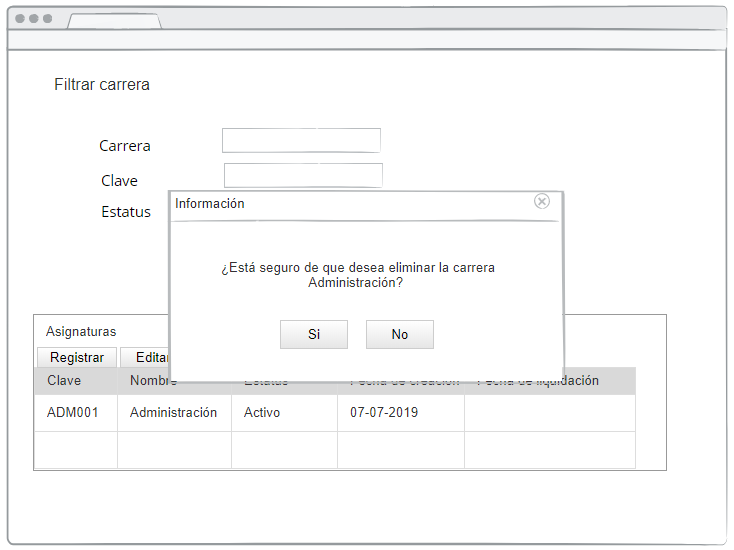 Filtrar carrera
Carrera
Clave
Estatus
Información
¿Está seguro de que desea eliminar la carrera
Administración?
Si
No
Asignaturas
Registrar
Editar
Clave Nombre Estatus Fecha de creación Fecha de liquidación
ADM001 Administración Activo 07-07-2019